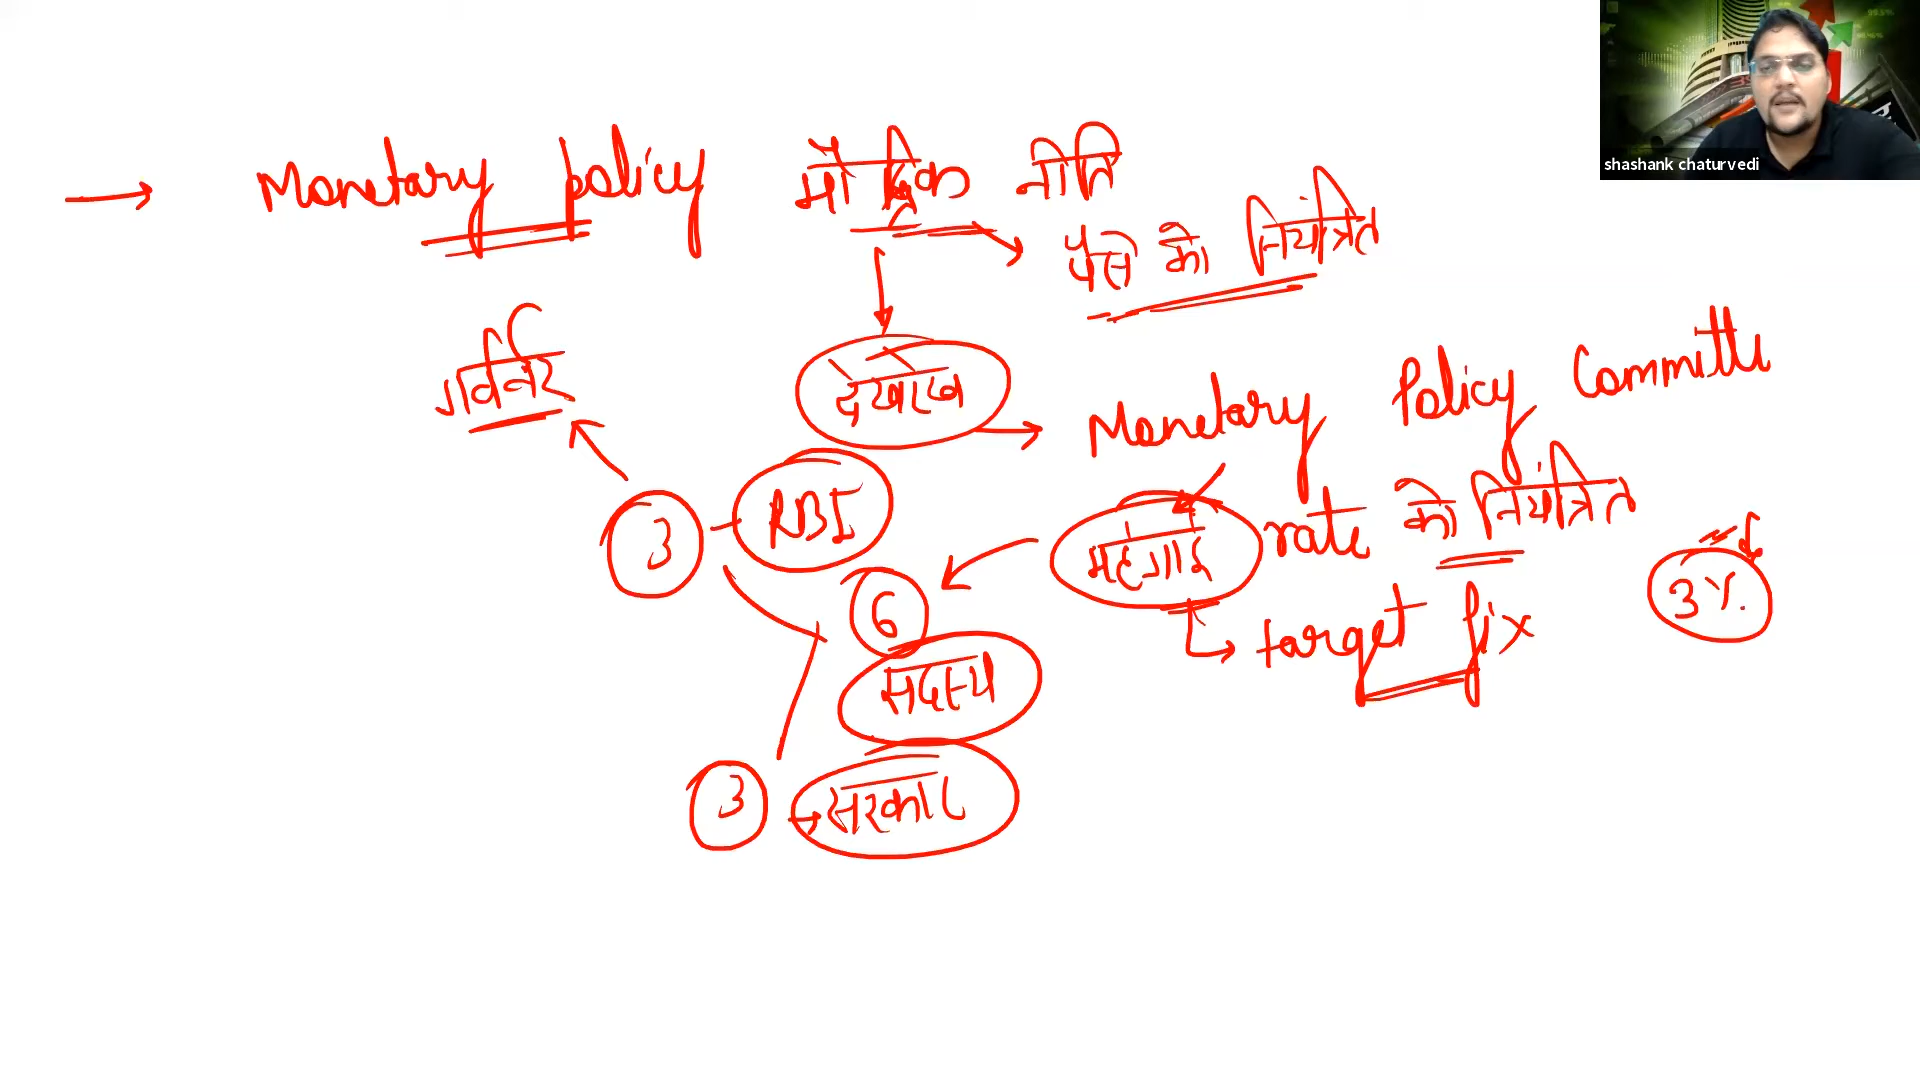 shashank chaturvedi
→ Monetary policy मौद्रिक नीति
पैसे को नियंत्रित
गवर्नर
देखरेख → Monetary Policy Committe
3 - RBI
महंगाई rate को नियंत्रित
3%
6
सदस्य
↳ target fix
3 → सरकार